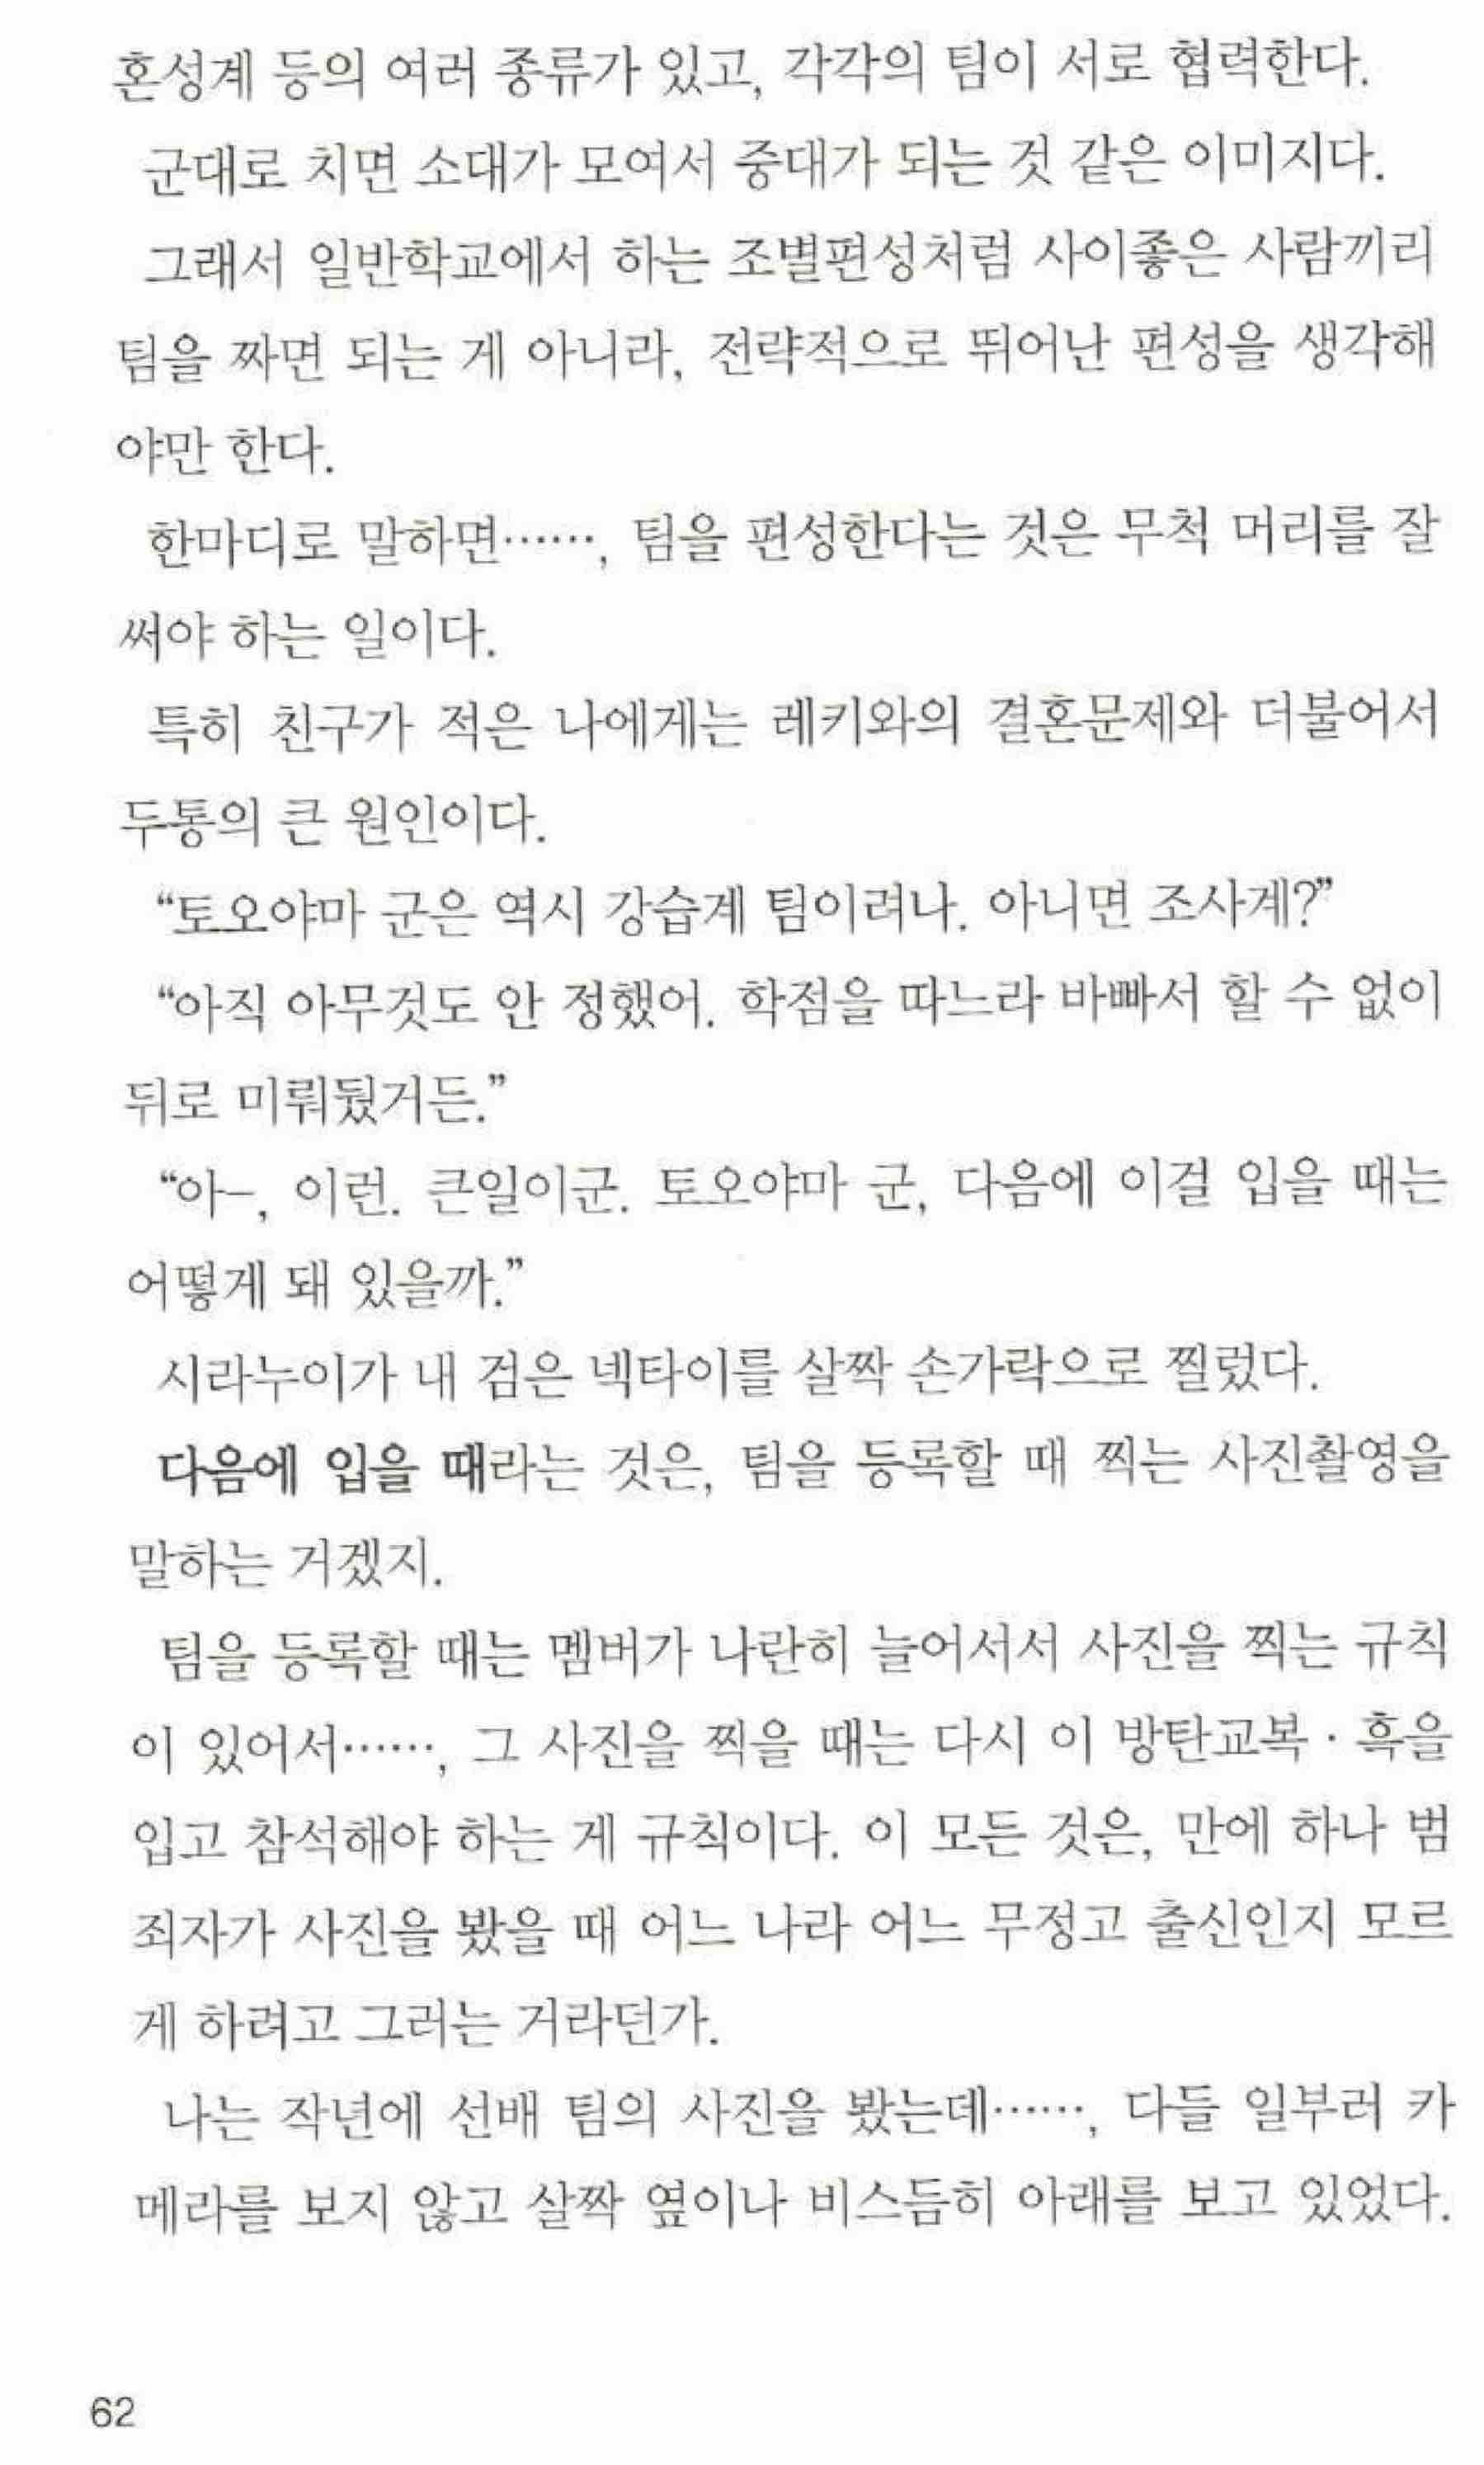 혼성계 등의 여러 종류가 있고, 각각의 팀이 서로 협력한다.
군대로 치면 소대가 모여서 중대가 되는 것 같은 이미지다.
그래서 일반학교에서 하는 조별편성처럼 사이좋은 사람끼리
팀을 짜면 되는 게 아니라, 전략적으로 뛰어난 편성을 생각해
야만 한다.
한마디로 말하면……, 팀을 편성한다는 것은 무척 머리를 잘
써야 하는 일이다.
특히 친구가 적은 나에게는 레키와의 결혼문제와 더불어서
두통의 큰 원인이다.
“토오야마 군은 역시 강습계 팀이려나. 아니면 조사계?”
“아직 아무것도 안 정했어. 학점을 따느라 바빠서 할 수 없이
뒤로 미뤄뒀거든.”
“아–, 이런. 큰일이군. 토오야마 군, 다음에 이걸 입을 때는
어떻게 돼 있을까.”
시라누이가 내 검은 넥타이를 살짝 손가락으로 찔렀다.
다음에 입을 때라는 것은, 팀을 등록할 때 찍는 사진촬영을
말하는 거겠지.
팀을 등록할 때는 멤버가 나란히 늘어서서 사진을 찍는 규칙
이 있어서……, 그 사진을 찍을 때는 다시 이 방탄교복 · 흑을
입고 참석해야 하는 게 규칙이다. 이 모든 것은, 만에 하나 범
죄자가 사진을 봤을 때 어느 나라 어느 무정고 출신인지 모르
게 하려고 그러는 거라던가.
나는 작년에 선배 팀의 사진을 봤는데……, 다들 일부러 카
메라를 보지 않고 살짝 옆이나 비스듬히 아래를 보고 있었다.
62